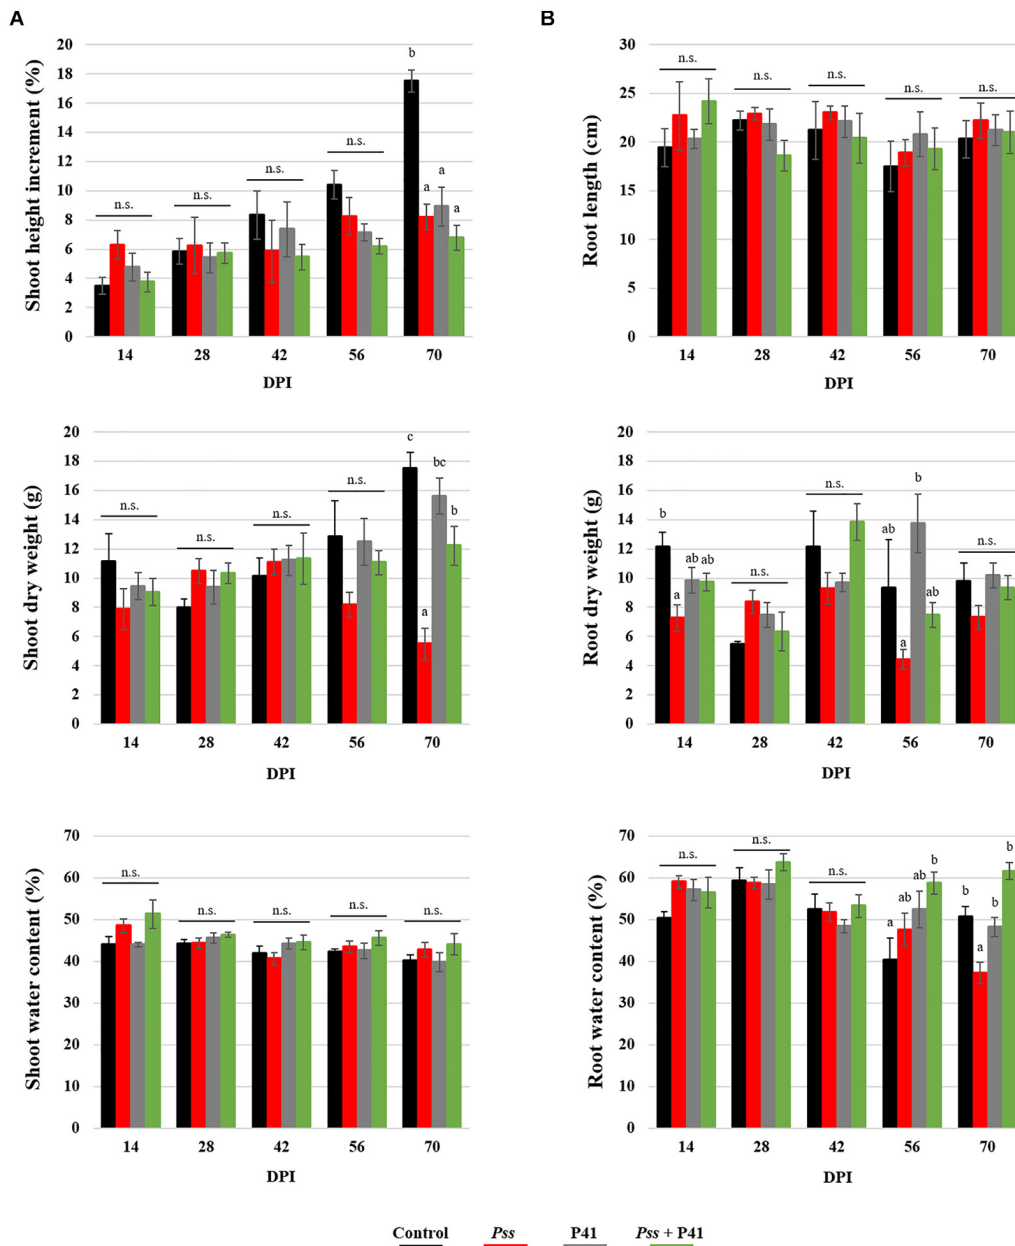 A
B
Shoot height increment (%)
20
18
16
14
12
10
8
6
4
2
0
n.s.
n.s.
n.s.
n.s.
b
a
a
a
14 28 42 56 70
DPI
Root length (cm)
30
25
20
15
10
5
0
n.s.
n.s.
n.s.
n.s.
n.s.
14 28 42 56 70
DPI
Shoot dry weight (g)
20
18
16
14
12
10
8
6
4
2
0
n.s.
n.s.
n.s.
n.s.
c
a
bc
b
14 28 42 56 70
DPI
Root dry weight (g)
20
18
16
14
12
10
8
6
4
2
0
b
a
ab
ab
n.s.
n.s.
ab
a
b
ab
n.s.
14 28 42 56 70
DPI
Shoot water content (%)
70
60
50
40
30
20
10
0
n.s.
n.s.
n.s.
n.s.
n.s.
14 28 42 56 70
DPI
Root water content (%)
70
60
50
40
30
20
10
0
n.s.
n.s.
n.s.
a
ab
ab
b
b
a
b
b
14 28 42 56 70
DPI
Control Pss P41 Pss + P41